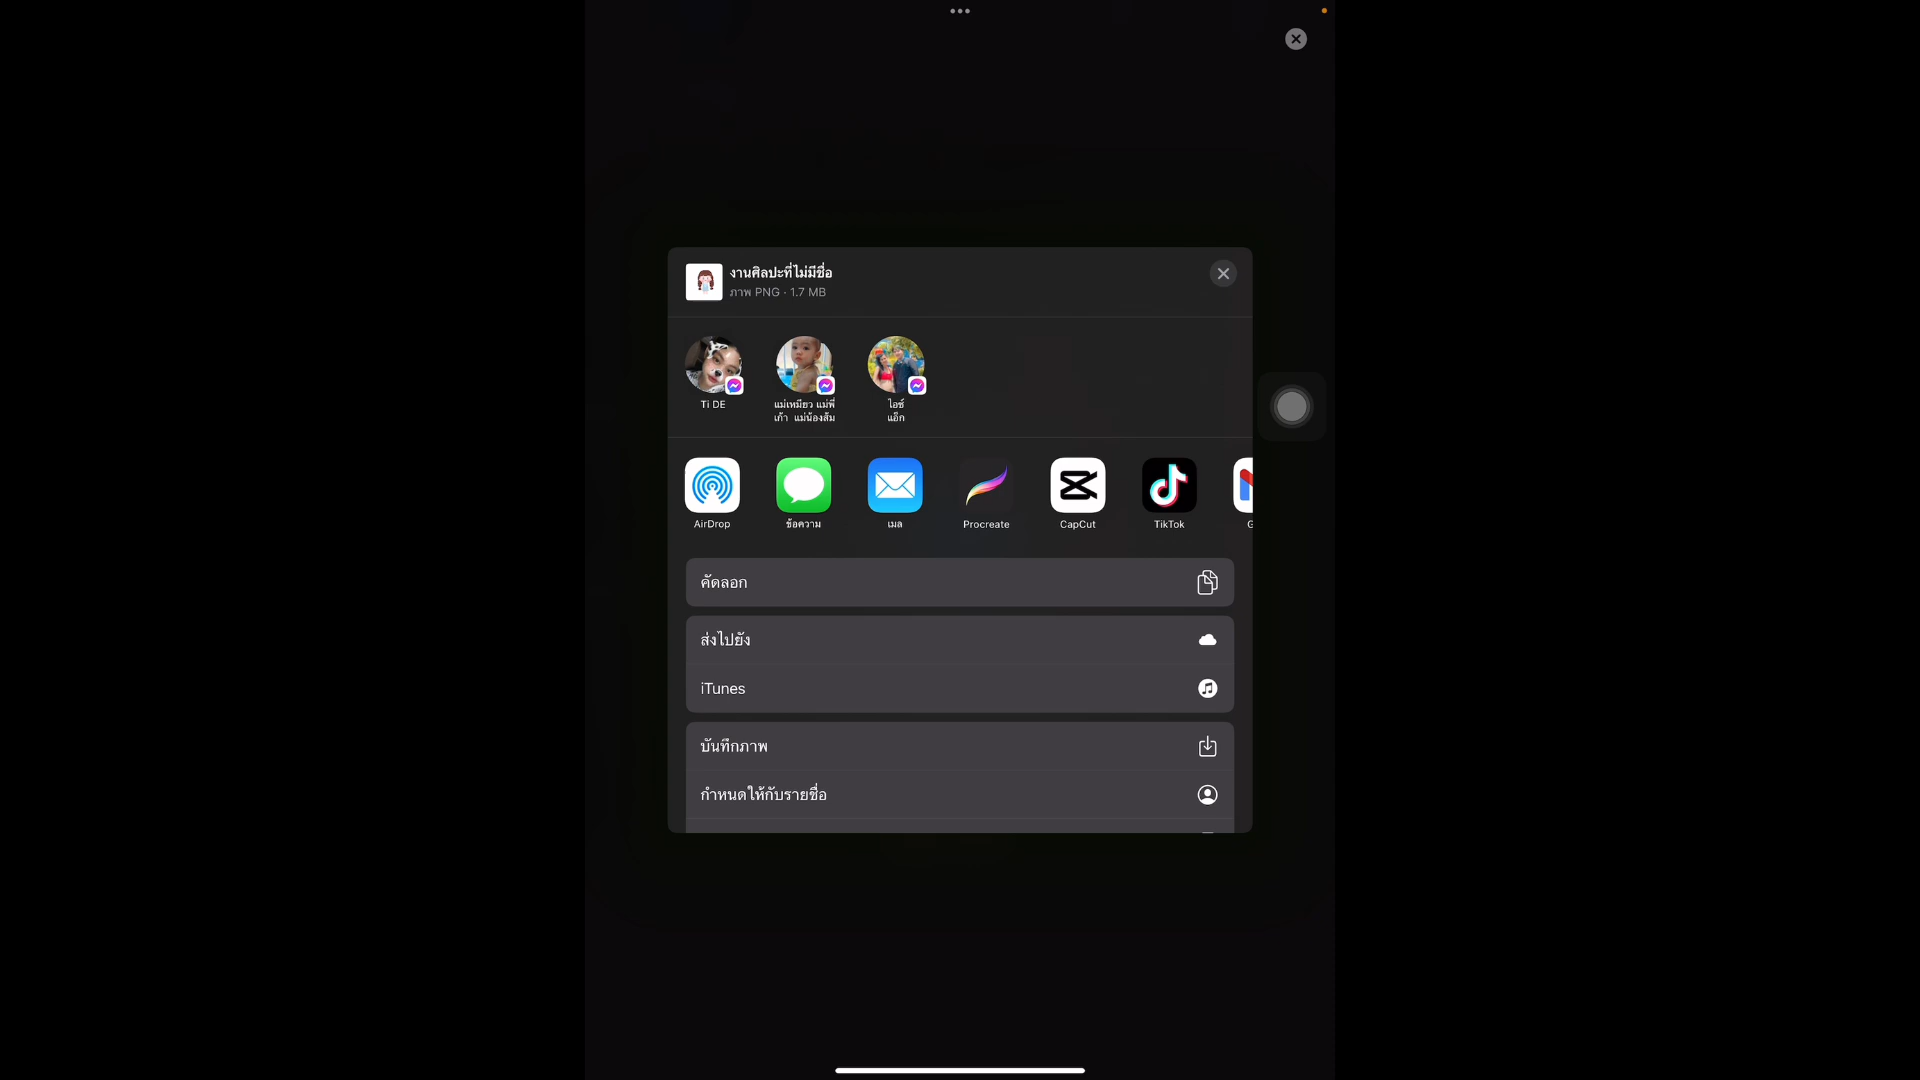 งานศิลปะที่ไม่มีชื่อ
ภาพ PNG · 1.7 MB
Ti DE
แม่เหมียว แม่พี่
เก้า แม่น้องส้ม
ไอซ์
แอ็ก
AirDrop
ข้อความ
เมล
Procreate
CapCut
TikTok
คัดลอก
ส่งไปยัง
iTunes
บันทึกภาพ
กำหนดให้กับรายชื่อ